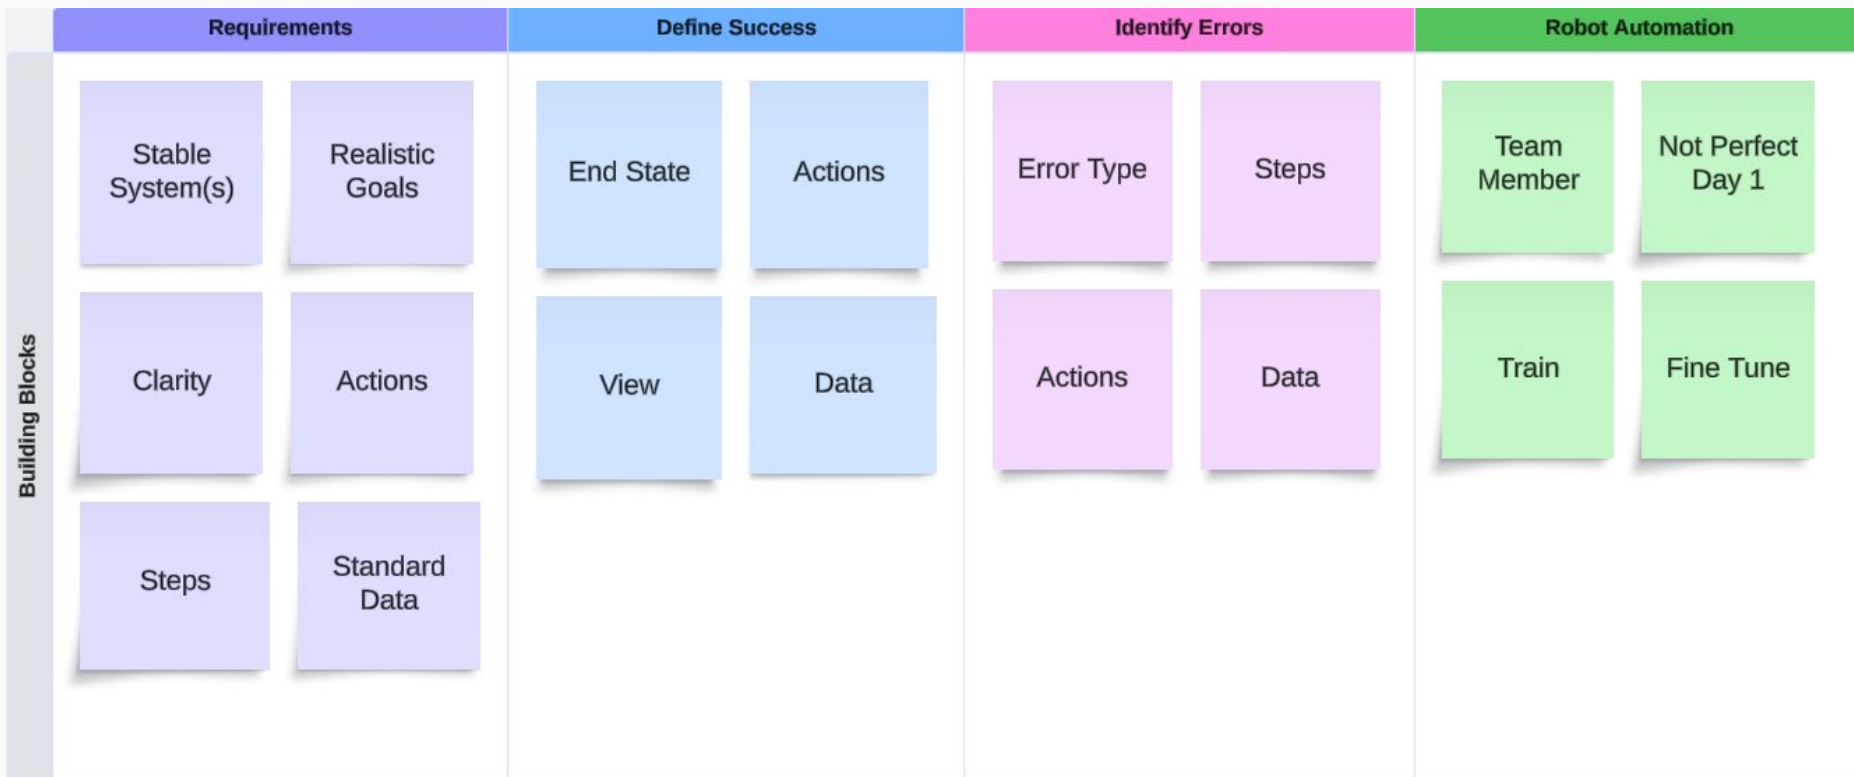 Requirements
Define Success
Identify Errors
Robot Automation
Building Blocks
Stable
System(s)
Realistic
Goals
Clarity
Actions
Steps
Standard
Data
End State
Actions
View
Data
Error Type
Steps
Actions
Data
Team
Member
Not Perfect
Day 1
Train
Fine Tune